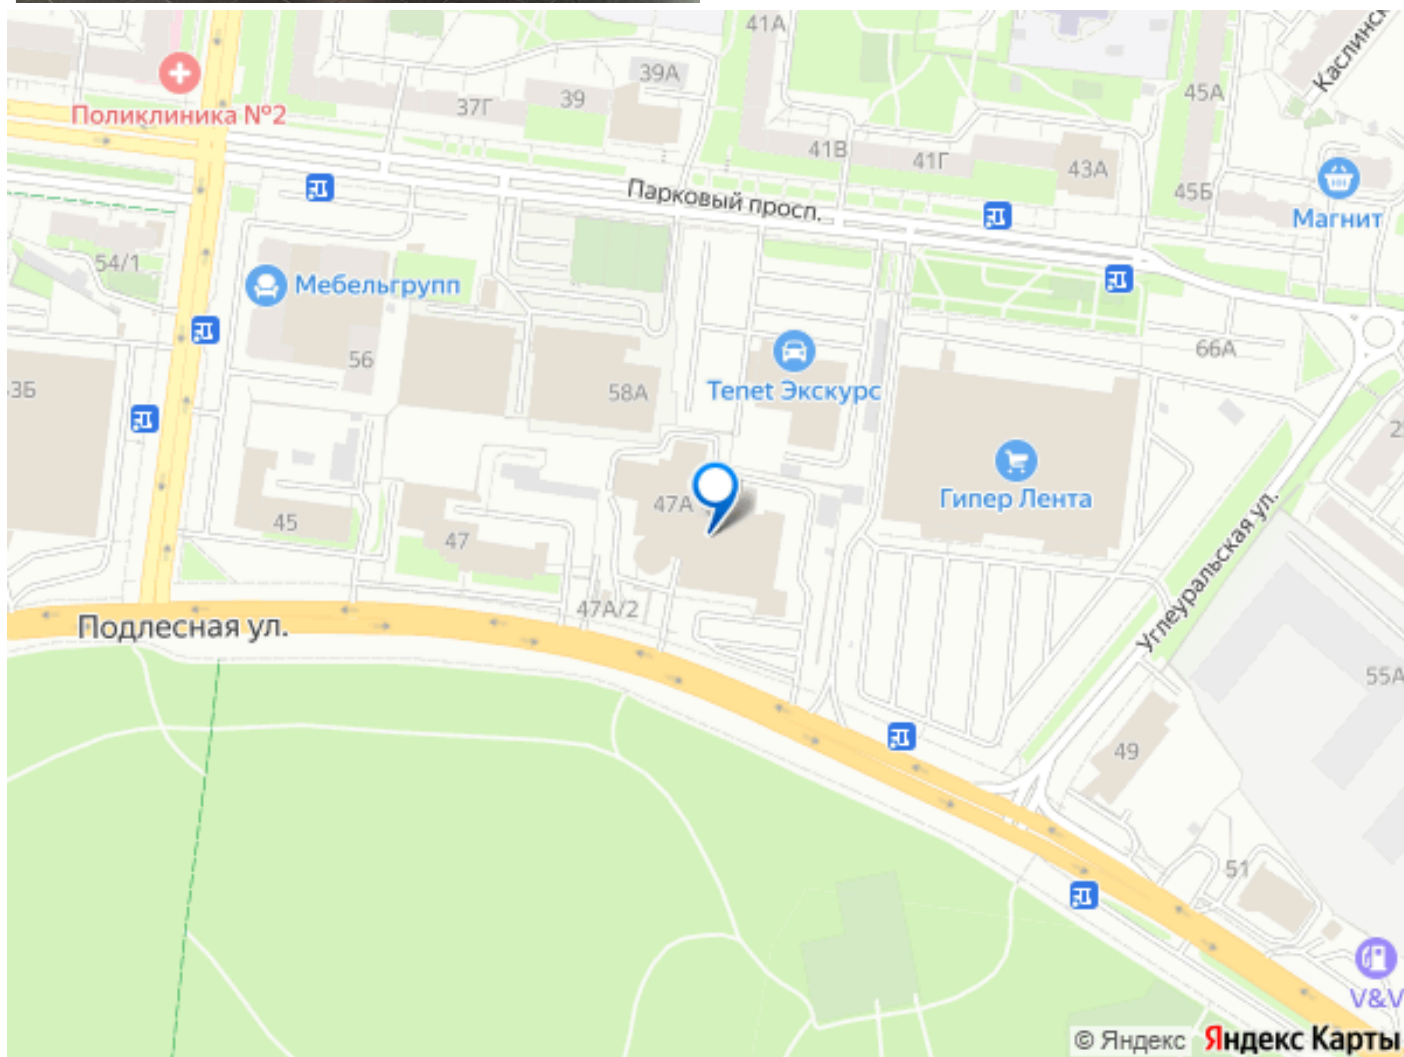 41А
Каслинск
39А
45А
37Г
39
Поликлиника №2
41В
41Г
43А
45Б
Парковый просп.
Магнит
54/1
Мебельгрупп
66А
56
3Б
58А
Tenet Экскурс
47А
Гипер Лента
45
47
Углеуральская ул.
47А/2
Подлесная ул.
55А
49
51
V&V
© Яндекс Яндекс Карты